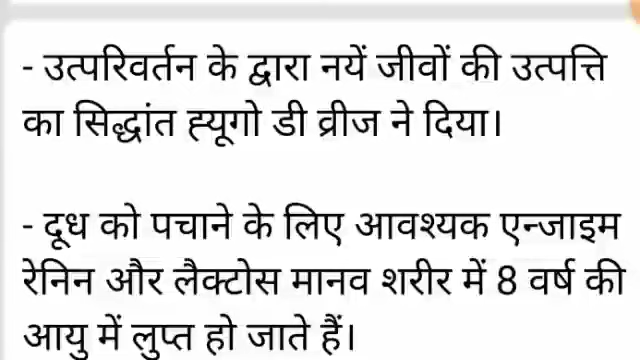 - उत्परिवर्तन के द्वारा नयें जीवों की उत्पत्ति
का सिद्धांत ह्यूगो डी व्रीज ने दिया।
- दूध को पचाने के लिए आवश्यक एन्जाइम
रेनिन और लैक्टोस मानव शरीर में 8 वर्ष की
आयु में लुप्त हो जाते हैं।